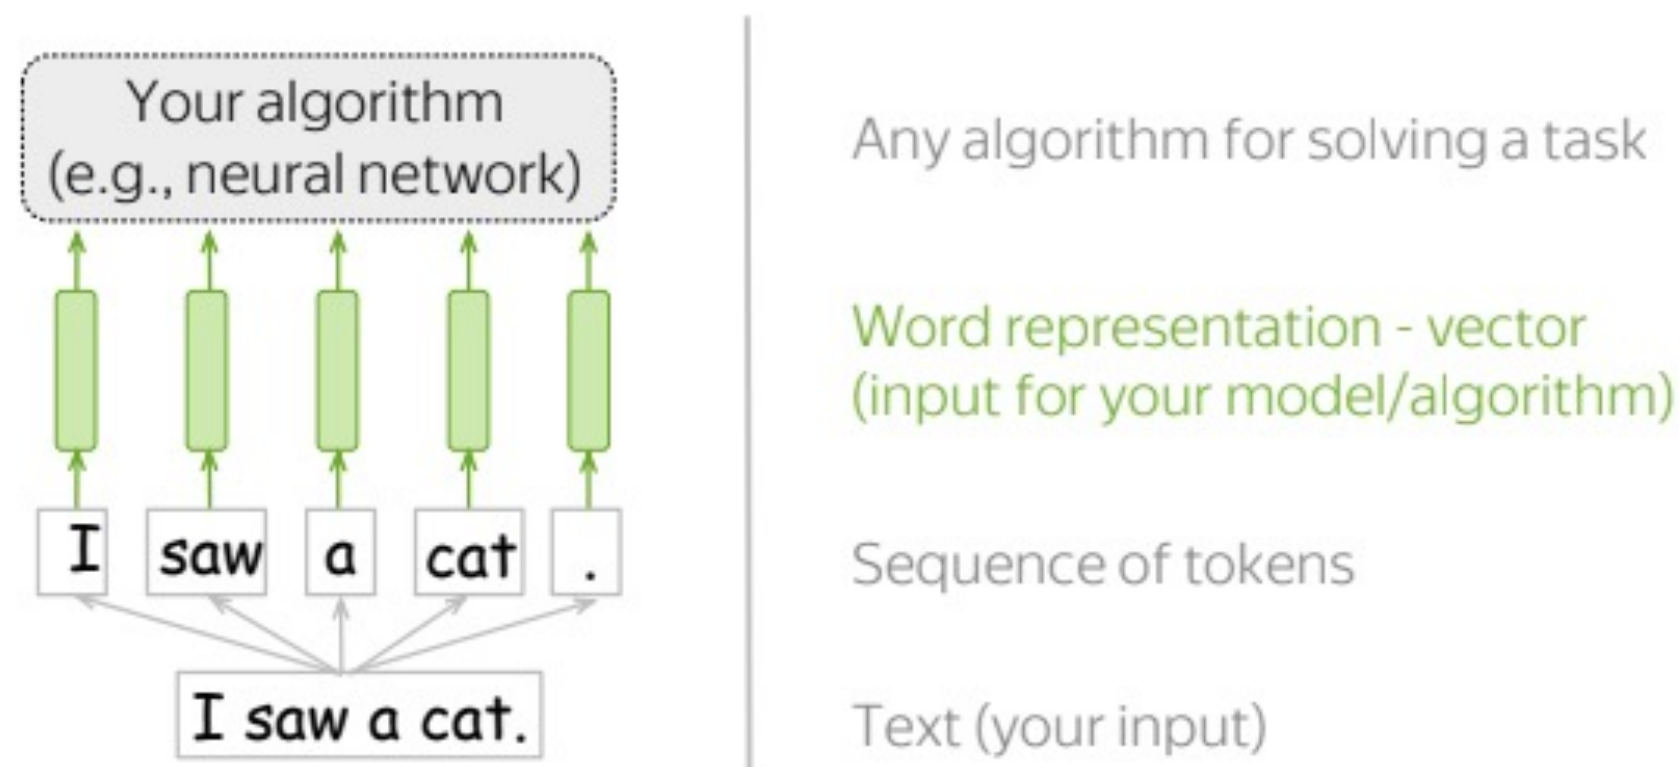 Your algorithm
(e.g., neural network)
Any algorithm for solving a task
Word representation - vector
(input for your model/algorithm)
I saw a cat .
Sequence of tokens
I saw a cat.
Text (your input)